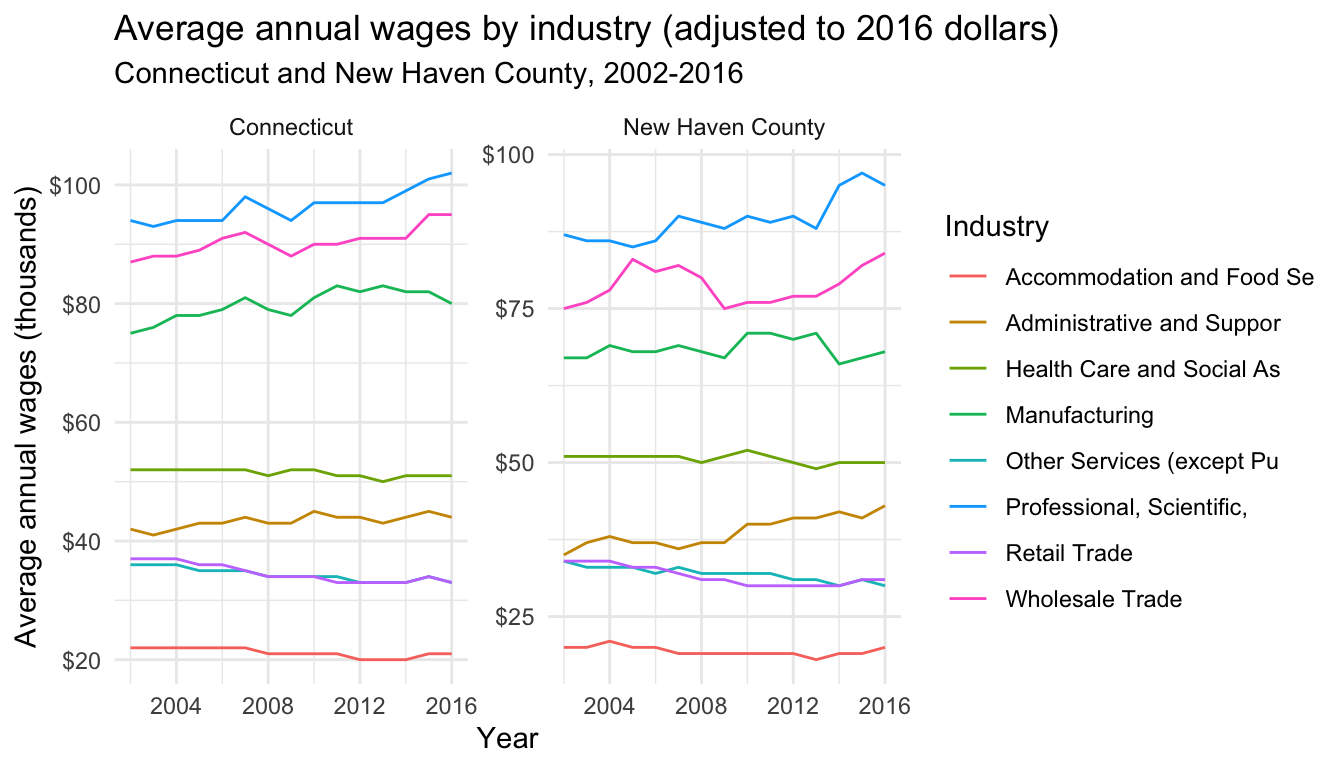 Average annual wages by industry (adjusted to 2016 dollars)
Connecticut and New Haven County, 2002-2016
Connecticut
New Haven County
Average annual wages (thousands)
$100
$80
$60
$40
$20
$100
$75
$50
$25
2004 2008 2012 2016
2004 2008 2012 2016
Year
Industry
Accommodation and Food Se
Administrative and Suppor
Health Care and Social As
Manufacturing
Other Services (except Pu
Professional, Scientific,
Retail Trade
Wholesale Trade